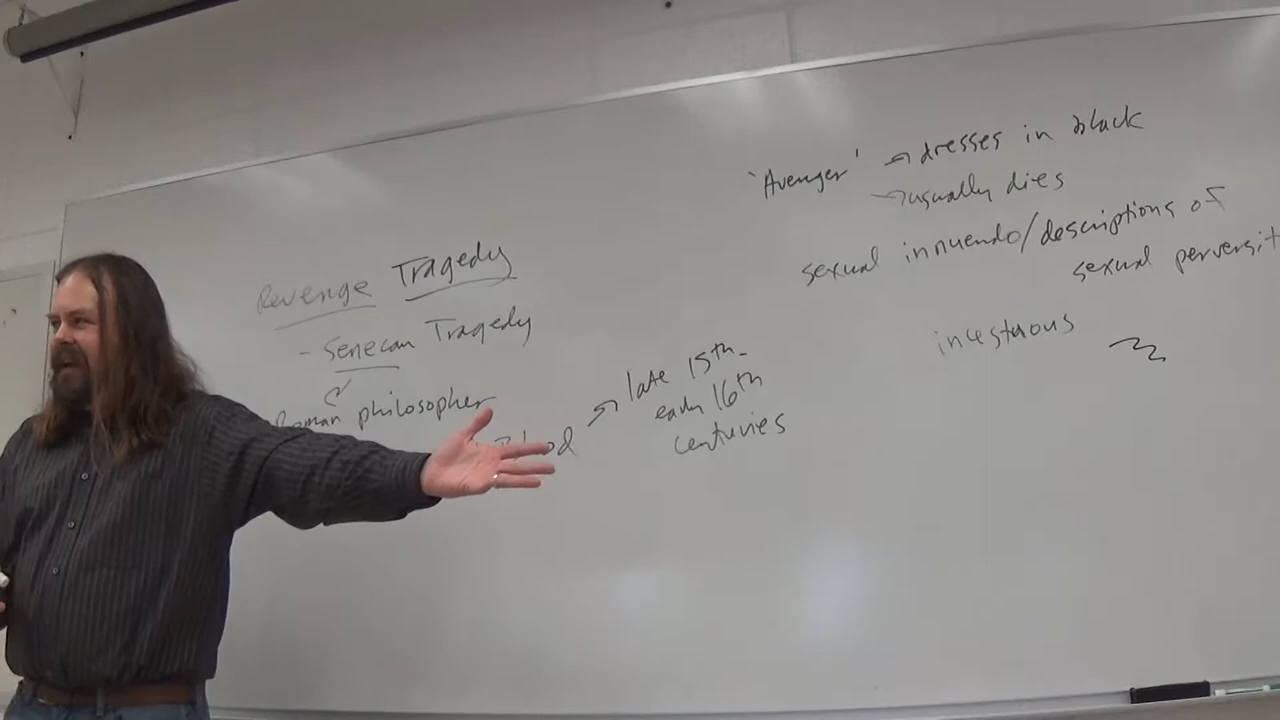 Revenge Tragedy
- Senecan Tragedy
Roman philosopher
Blood
late 15th-
early 16th
centuries
'Avenger' → dresses in black
→ usually dies
sexual innuendo/descriptions of
sexual perversit
incestuous